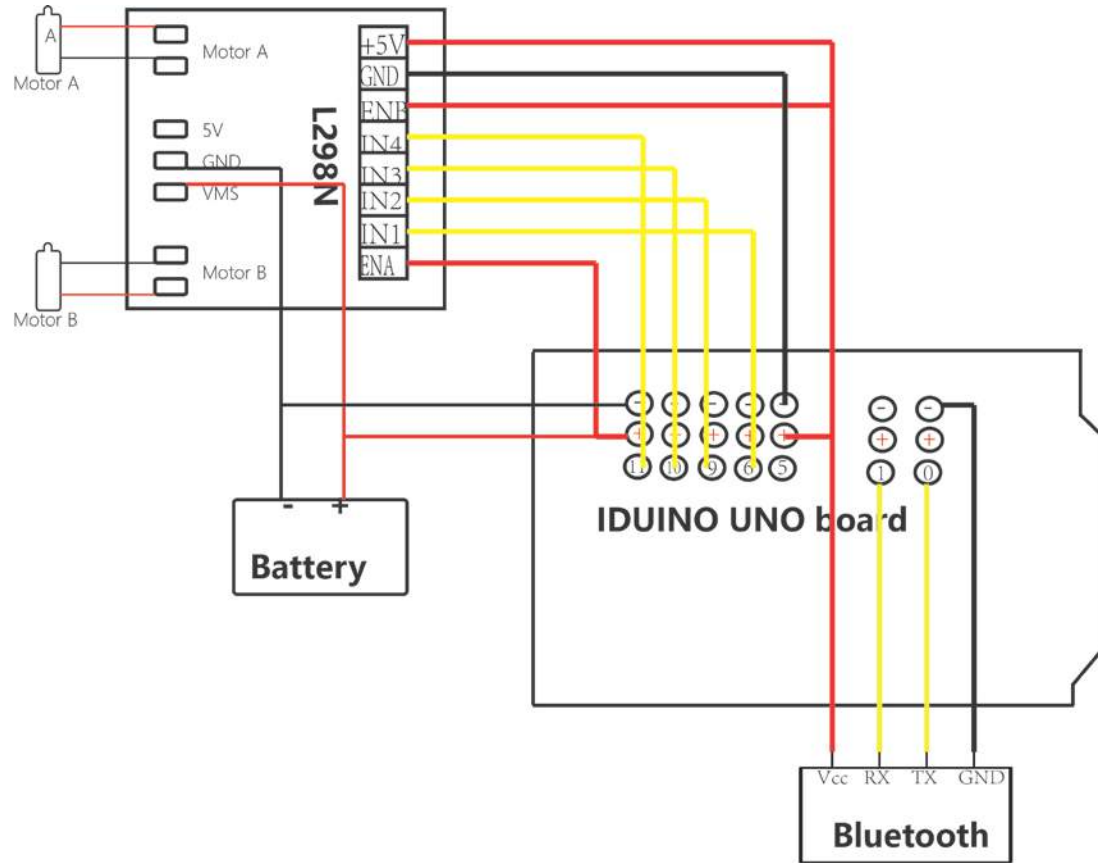 A
Motor A
Motor A
5V
GND
VMS
Motor B
Motor B
L298N
+5V
GND
ENB
IN4
IN3
IN2
IN1
ENA
- - - - -
+ + + + +
11 10 9 6 5
- -
+ +
1 0
IDUINO UNO board
- +
Battery
Vcc RX TX GND
Bluetooth